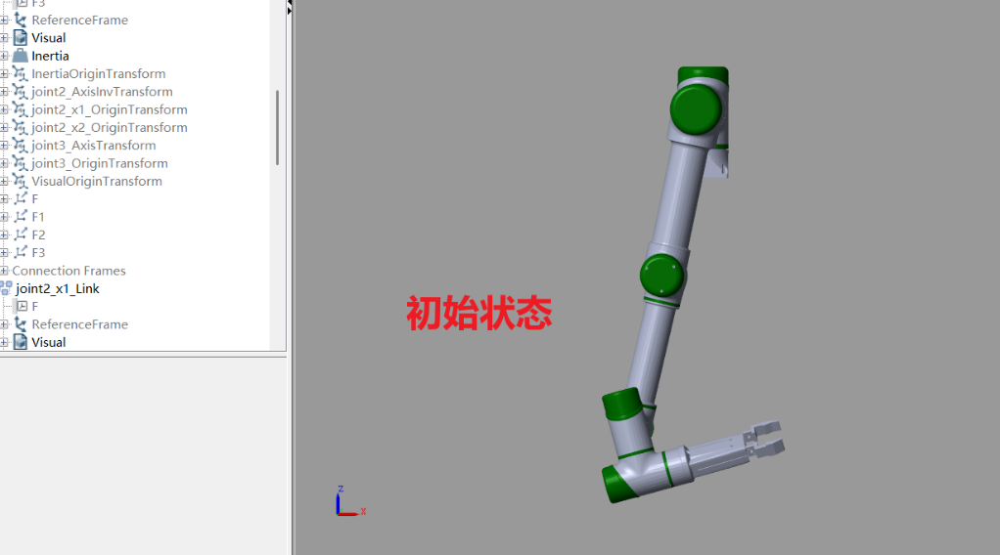 F3
ReferenceFrame
Visual
Inertia
InertiaOriginTransform
joint2_AxisInvTransform
joint2_x1_OriginTransform
joint2_x2_OriginTransform
joint3_AxisTransform
joint3_OriginTransform
VisualOriginTransform
F
F1
F2
F3
Connection Frames
joint2_x1_Link
F
ReferenceFrame
Visual
初始状态
z
x